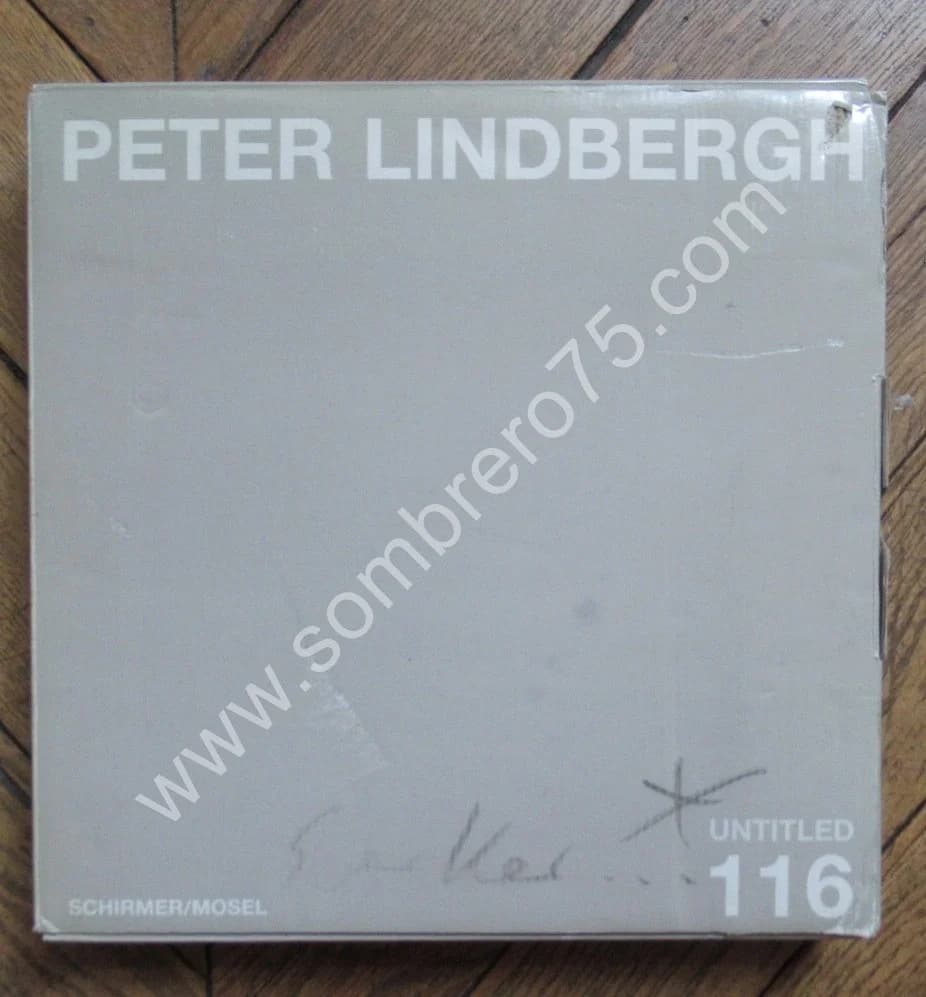 PETER LINDBERGH
www.sombrero75.com
UNTITLED
116
SCHIRMER/MOSEL